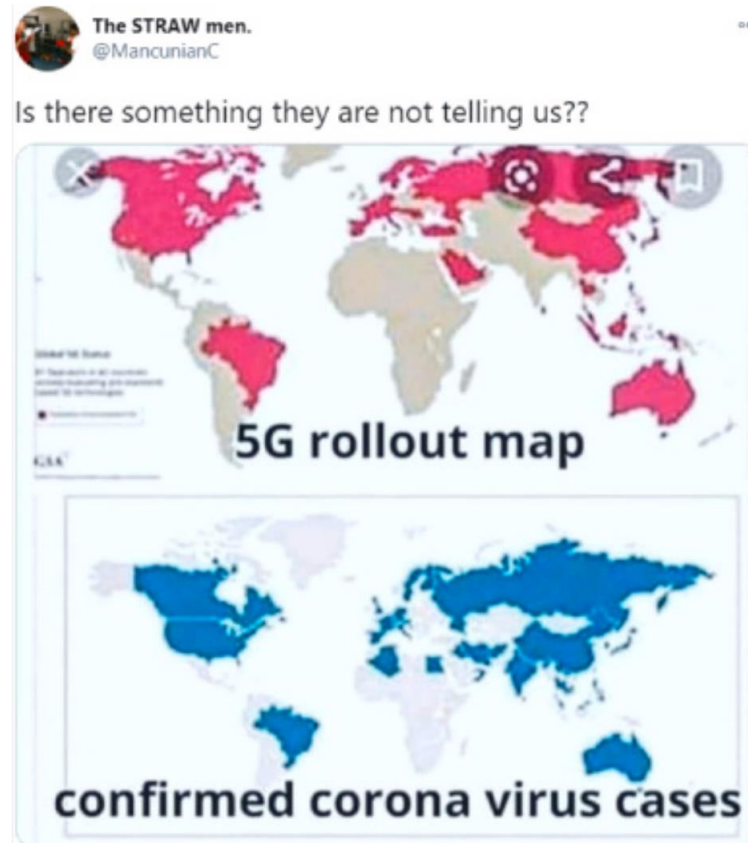 The STRAW men.
@MancunianC
Is there something they are not telling us??
5G rollout map
confirmed corona virus cases